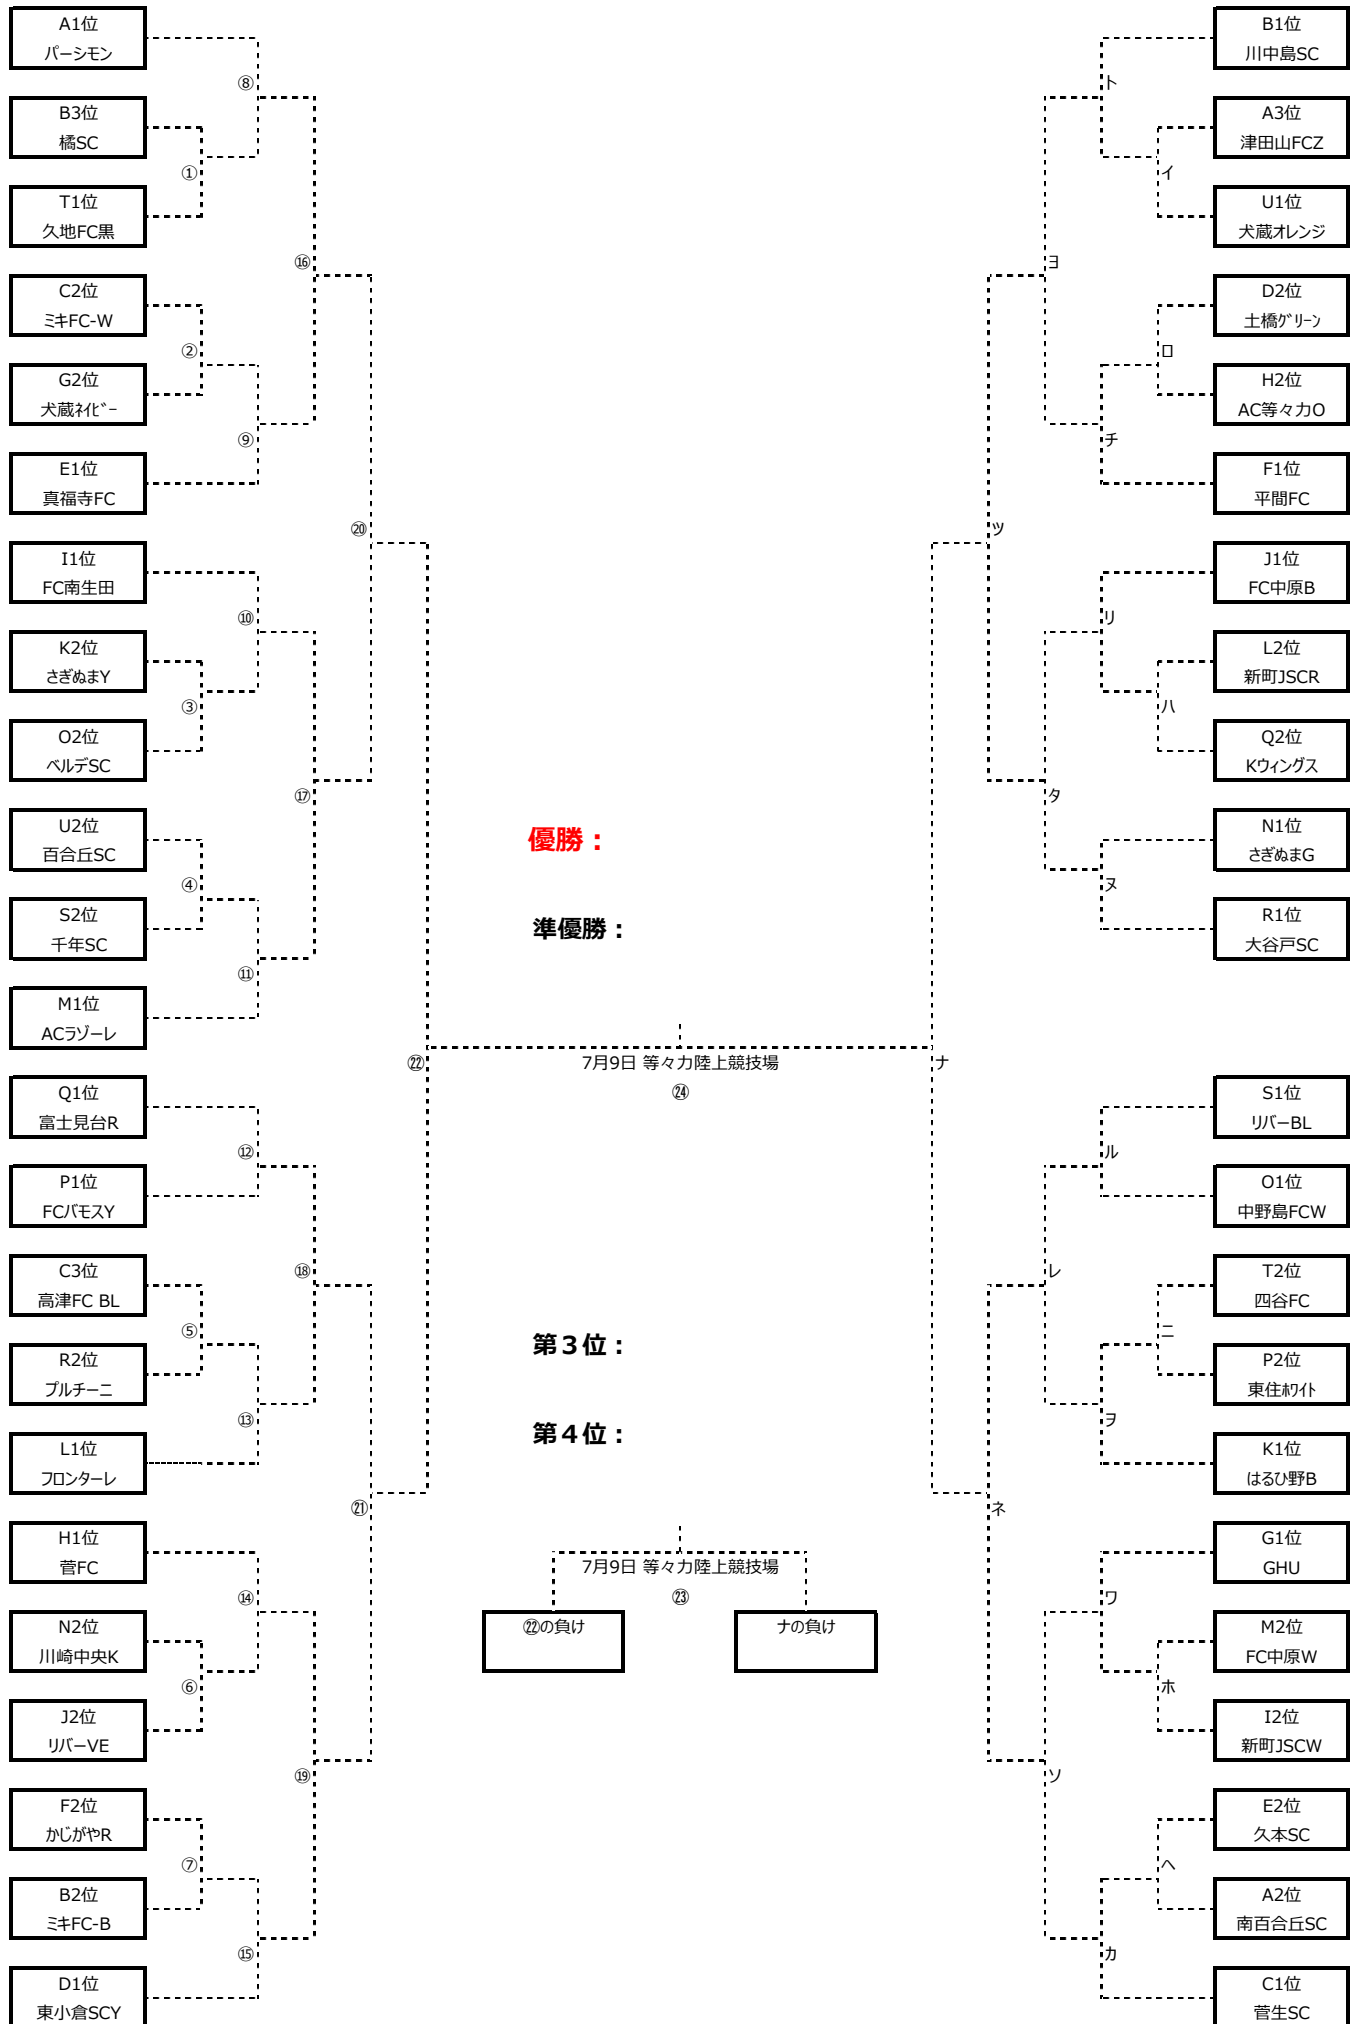 A1位
パーシモン
⑧
B3位
橘SC
①
T1位
久地FC黒
⑯
C2位
ミキFC-W
②
G2位
犬蔵ﾈｲﾋﾞｰ
⑨
E1位
真福寺FC
⑳
I1位
FC南生田
⑩
K2位
さぎぬまY
③
O2位
ベルデSC
⑰
U2位
百合丘SC
④
S2位
千年SC
⑪
M1位
ACラゾーレ
㉒
Q1位
富士見台R
⑫
P1位
FCバモスY
C3位
高津FC BL
⑱
⑤
R2位
プルチーニ
⑬
L1位
フロンターレ
㉑
H1位
菅FC
⑭
N2位
川崎中央K
⑥
J2位
リバーVE
⑲
F2位
かじがやR
⑦
B2位
ミキFC-B
⑮
D1位
東小倉SCY
優勝：
準優勝：
7月9日 等々力陸上競技場
㉔
第３位：
第４位：
7月9日 等々力陸上競技場
㉓
㉒の負け
ナの負け
B1位
川中島SC
ト
A3位
津田山FCZ
イ
U1位
犬蔵オレンジ
ヨ
D2位
土橋ｸﾞﾘｰﾝ
ロ
H2位
AC等々力O
チ
F1位
平間FC
ツ
J1位
FC中原B
リ
L2位
新町JSCR
ハ
Q2位
Kウィングス
タ
N1位
さぎぬまG
ヌ
R1位
大谷戸SC
ナ
S1位
リバーBL
ル
O1位
中野島FCW
レ
T2位
四谷FC
ニ
P2位
東住ﾎﾜｲﾄ
ヲ
K1位
はるひ野B
ネ
G1位
GHU
ワ
M2位
FC中原W
ホ
I2位
新町JSCW
ソ
E2位
久本SC
ヘ
A2位
南百合丘SC
カ
C1位
菅生SC